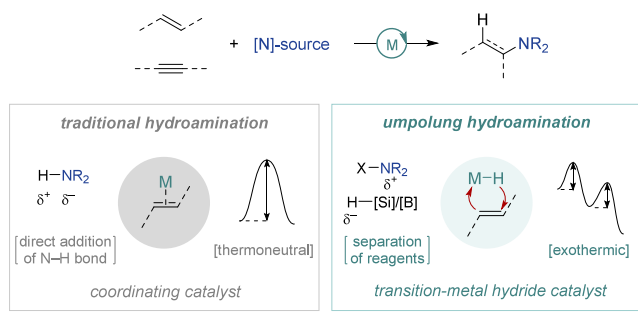 H
+ [N]-source M NR2
traditional hydroamination
H–NR2
δ+ δ−
M
[direct addition
of N–H bond]
[thermoneutral]
coordinating catalyst
umpolung hydroamination
X–NR2
δ+
H–[Si]/[B]
δ−
M–H
[separation
of reagents]
[exothermic]
transition-metal hydride catalyst